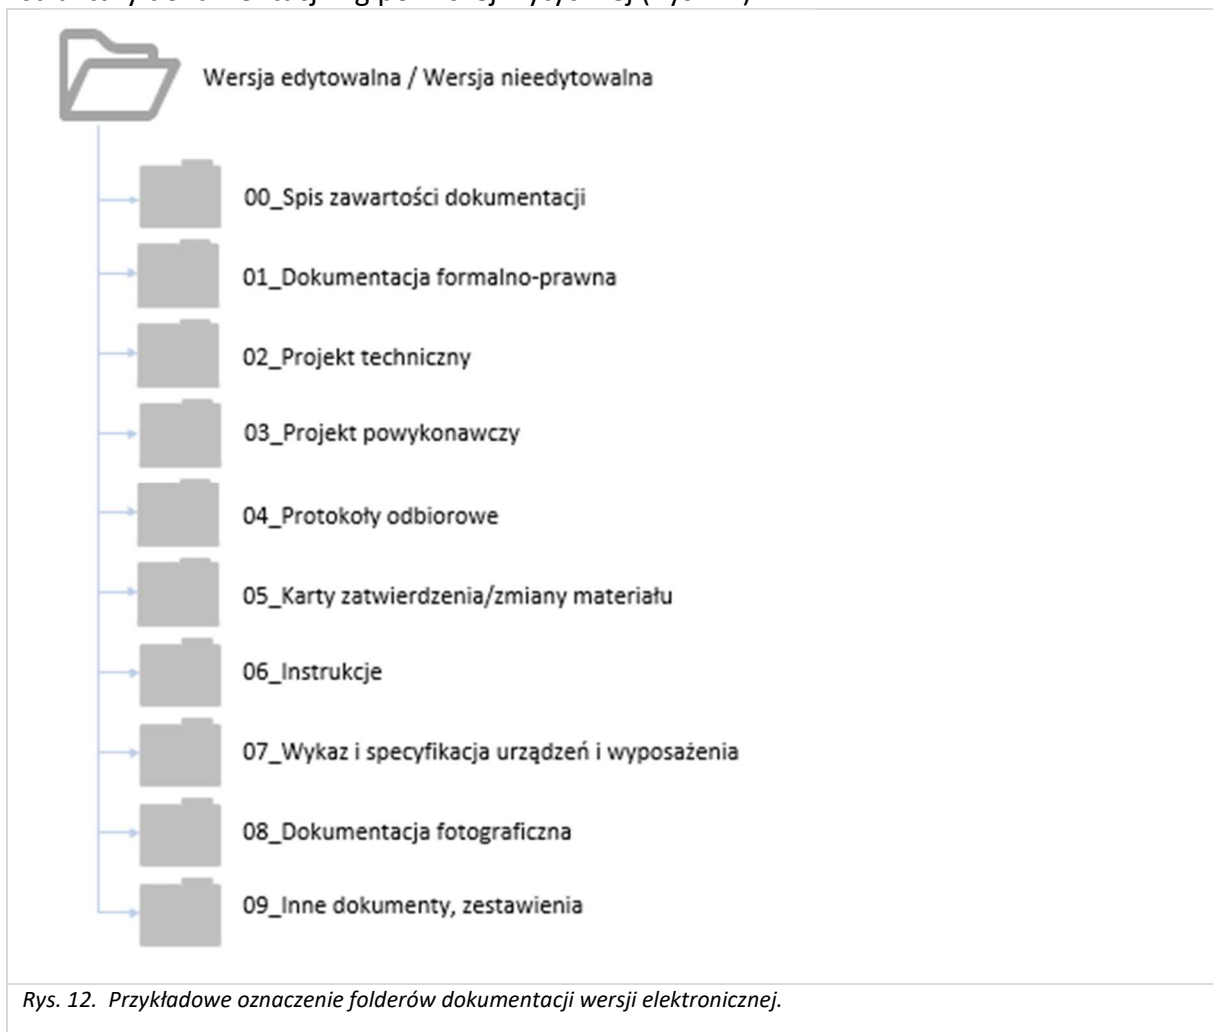 Wersja edytowalna / Wersja nieedytowalna
00_Spis zawartości dokumentacji
01_Dokumentacja formalno-prawna
02_Projekt techniczny
03_Projekt powykonawczy
04_Protokoły odbiorowe
05_Karty zatwierdzenia/zmiany materiału
06_Instrukcje
07_Wykaz i specyfikacja urządzeń i wyposażenia
08_Dokumentacja fotograficzna
09_Inne dokumenty, zestawienia
Rys. 12. Przykładowe oznaczenie folderów dokumentacji wersji elektronicznej.